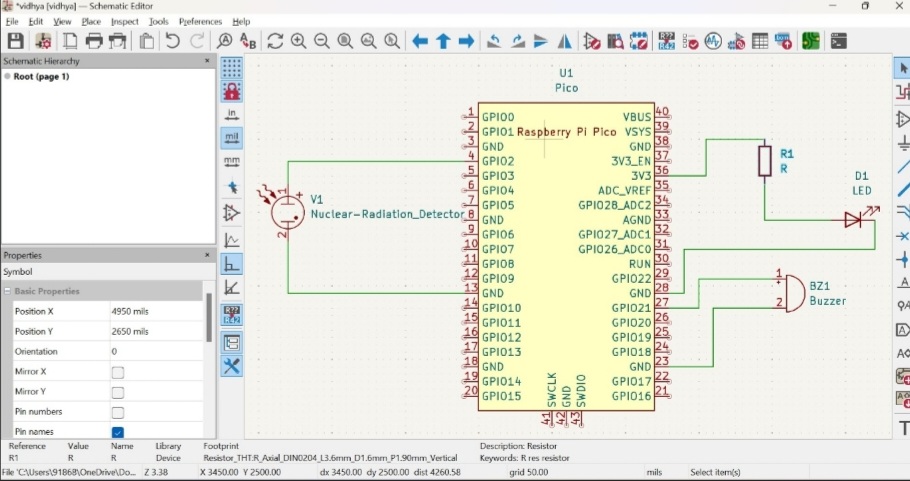 *vidhya [vidhya] — Schematic Editor
File Edit View Place Inspect Tools Preferences Help
Schematic Hierarchy
Root (page 1)
in
mil
mm
Properties
Symbol
Basic Properties
Position X 4950 mils
Position Y 2650 mils
Orientation 0
Mirror X
Mirror Y
Pin numbers
Pin names
U1
Pico
Raspberry Pi Pico
1 GPIO0
2 GPIO1
3 GND
4 GPIO2
5 GPIO3
6 GPIO4
7 GPIO5
8 GND
9 GPIO6
10 GPIO7
11 GPIO8
12 GPIO9
13 GND
14 GPIO10
15 GPIO11
16 GPIO12
17 GPIO13
18 GND
19 GPIO14
20 GPIO15
VBUS 40
VSYS 39
GND 38
3V3_EN 37
3V3 36
ADC_VREF 35
GPIO28_ADC2 34
AGND 33
GPIO27_ADC1 32
GPIO26_ADC0 31
RUN 30
GPIO22 29
GND 28
GPIO21 27
GPIO20 26
GPIO19 25
GPIO18 24
GND 23
GPIO17 22
GPIO16 21
SWCLK 41
GND 42
SWDIO 43
1
V1
Nuclear-Radiation_Detector
2
R1
R
D1
LED
1
BZ1
Buzzer
2
Reference Value Name Library Footprint Description: Resistor
R1 R R Device Resistor_THT:R_Axial_DIN0204_L3.6mm_D1.6mm_P1.90mm_Vertical Keywords: R res resistor
File 'C:\Users\91868\OneDrive\Do... Z 3.38 X 3450.00 Y 2500.00 dx 3450.00 dy 2500.00 dist 4260.58 grid 50.00 mils Select item(s)